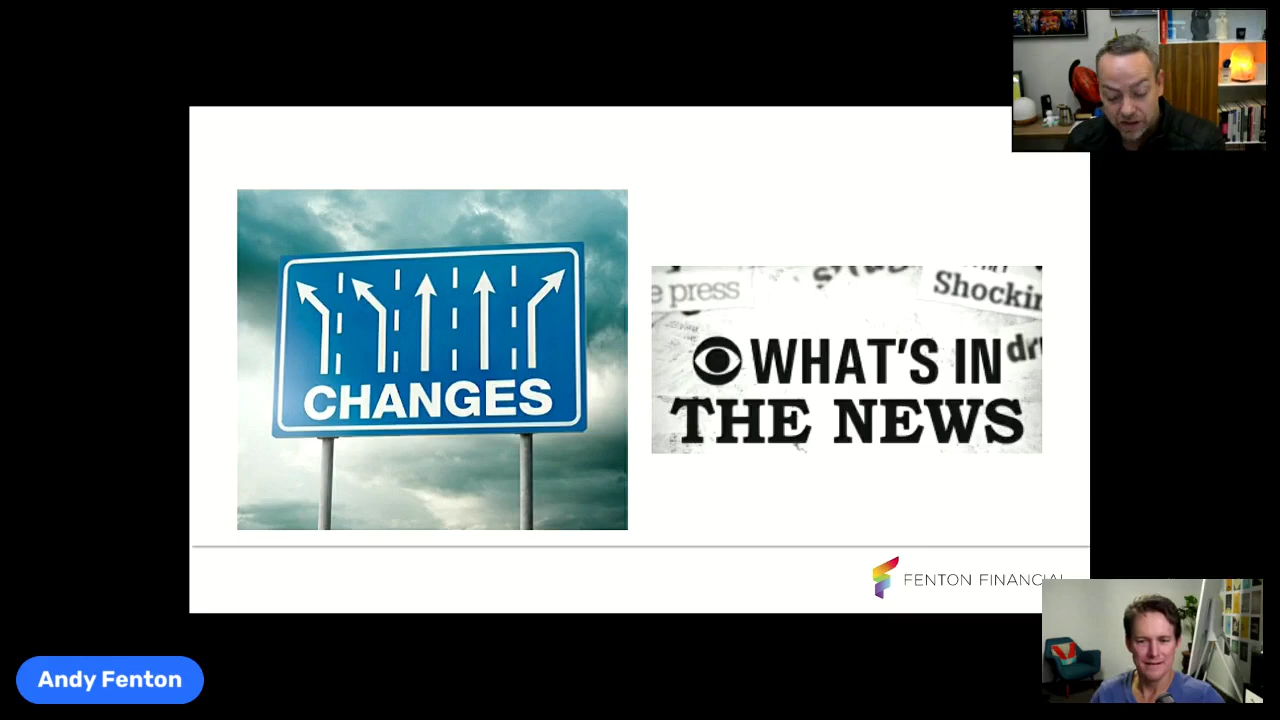 CHANGES
e press
Shockin
WHAT'S IN
THE NEWS
FENTON FINANCIAL
Andy Fenton